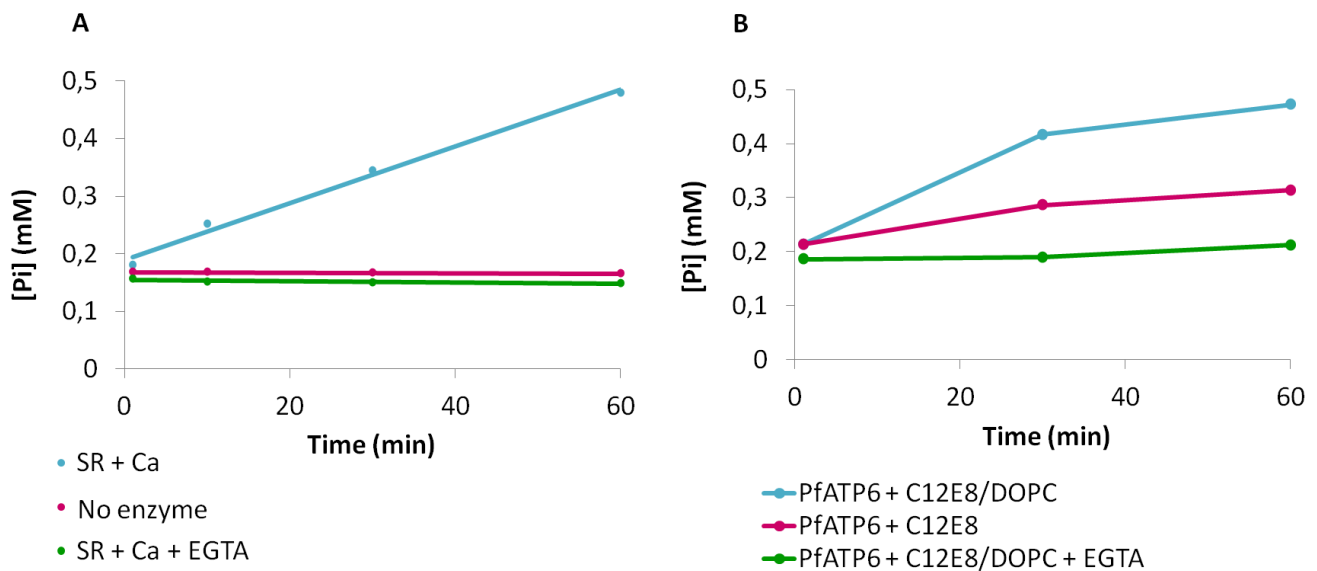 A
[Pi] (mM)
0,5
0,4
0,3
0,2
0,1
0
0 20 40 60
Time (min)
SR + Ca
No enzyme
SR + Ca + EGTA
B
[Pi] (mM)
0,5
0,4
0,3
0,2
0,1
0
0 20 40 60
Time (min)
PfATP6 + C12E8/DOPC
PfATP6 + C12E8
PfATP6 + C12E8/DOPC + EGTA